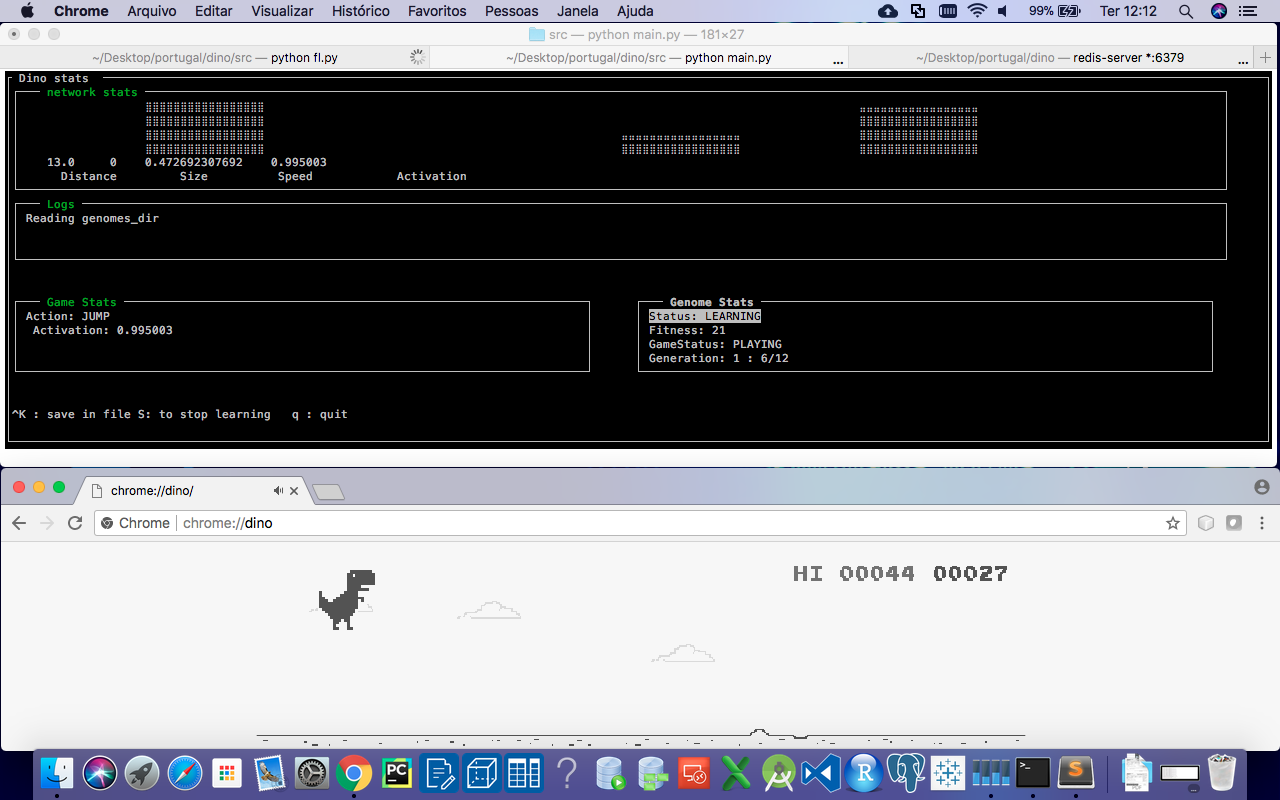 Chrome Arquivo Editar Visualizar Histórico Favoritos Pessoas Janela Ajuda 99% Ter 12:12
src — python main.py — 181×27
~/Desktop/portugal/dino/src — python fl.py ~/Desktop/portugal/dino/src — python main.py ... ~/Desktop/portugal/dino — redis-server *:6379 ...
Dino stats
network stats
13.0 0 0.472692307692 0.995003
Distance Size Speed Activation
Logs
Reading genomes_dir
Game Stats
Action: JUMP
Activation: 0.995003
Genome Stats
Status: LEARNING
Fitness: 21
GameStatus: PLAYING
Generation: 1 : 6/12
^K : save in file S: to stop learning q : quit
chrome://dino/
Chrome chrome://dino
HI 00044 00027
PC
R
>_
S